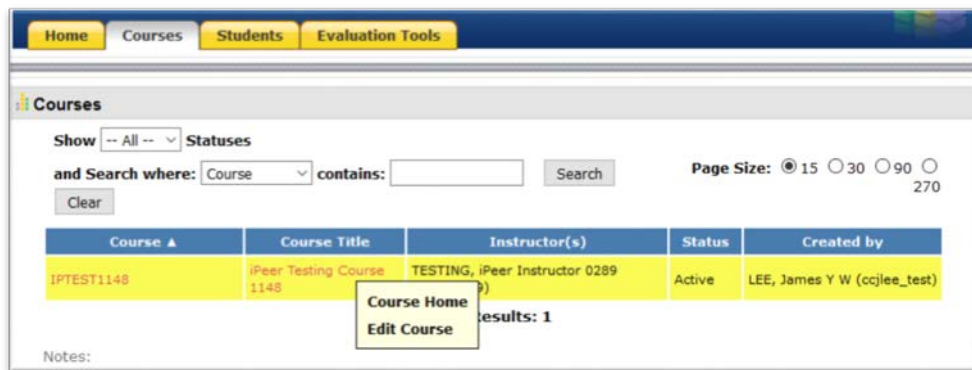 Home Courses Students Evaluation Tools
Courses
Show -- All -- Statuses
and Search where: Course contains: Search Page Size: 15 30 90
270
Clear
Course ▲ Course Title Instructor(s) Status Created by
IPTEST1148 iPeer Testing Course 1148 TESTING, iPeer Instructor 0289 9) Active LEE, James Y W (ccjlee_test)
Course Home
Edit Course
Results: 1
Notes: